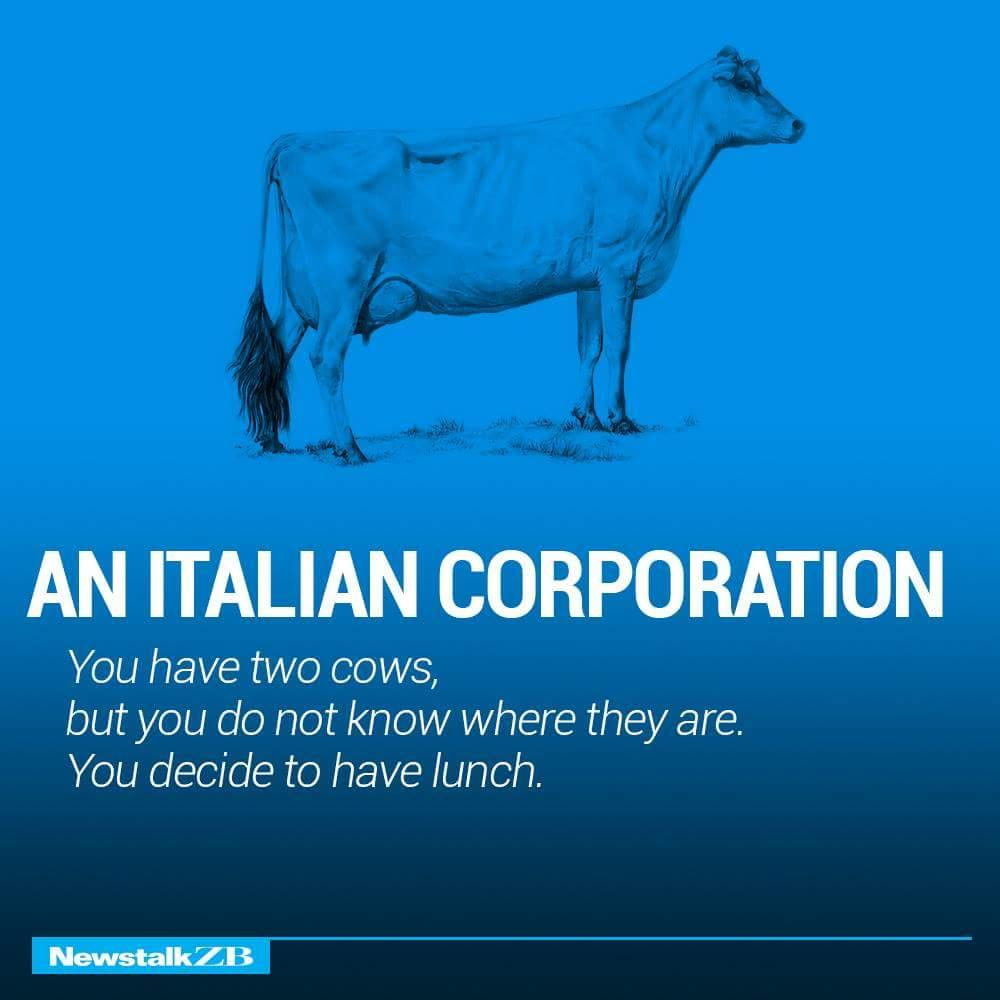 AN ITALIAN CORPORATION
You have two cows,
but you do not know where they are.
You decide to have lunch.
NewstalkZB